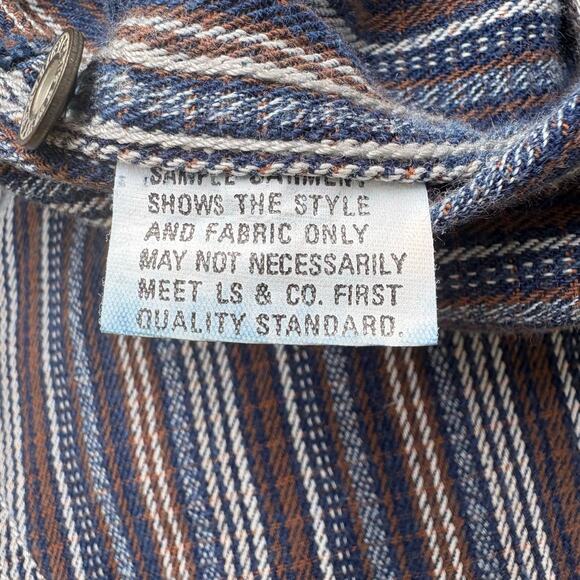 SAMPLE GARMENT
SHOWS THE STYLE
AND FABRIC ONLY
MAY NOT NECESSARILY
MEET LS & CO. FIRST
QUALITY STANDARD.